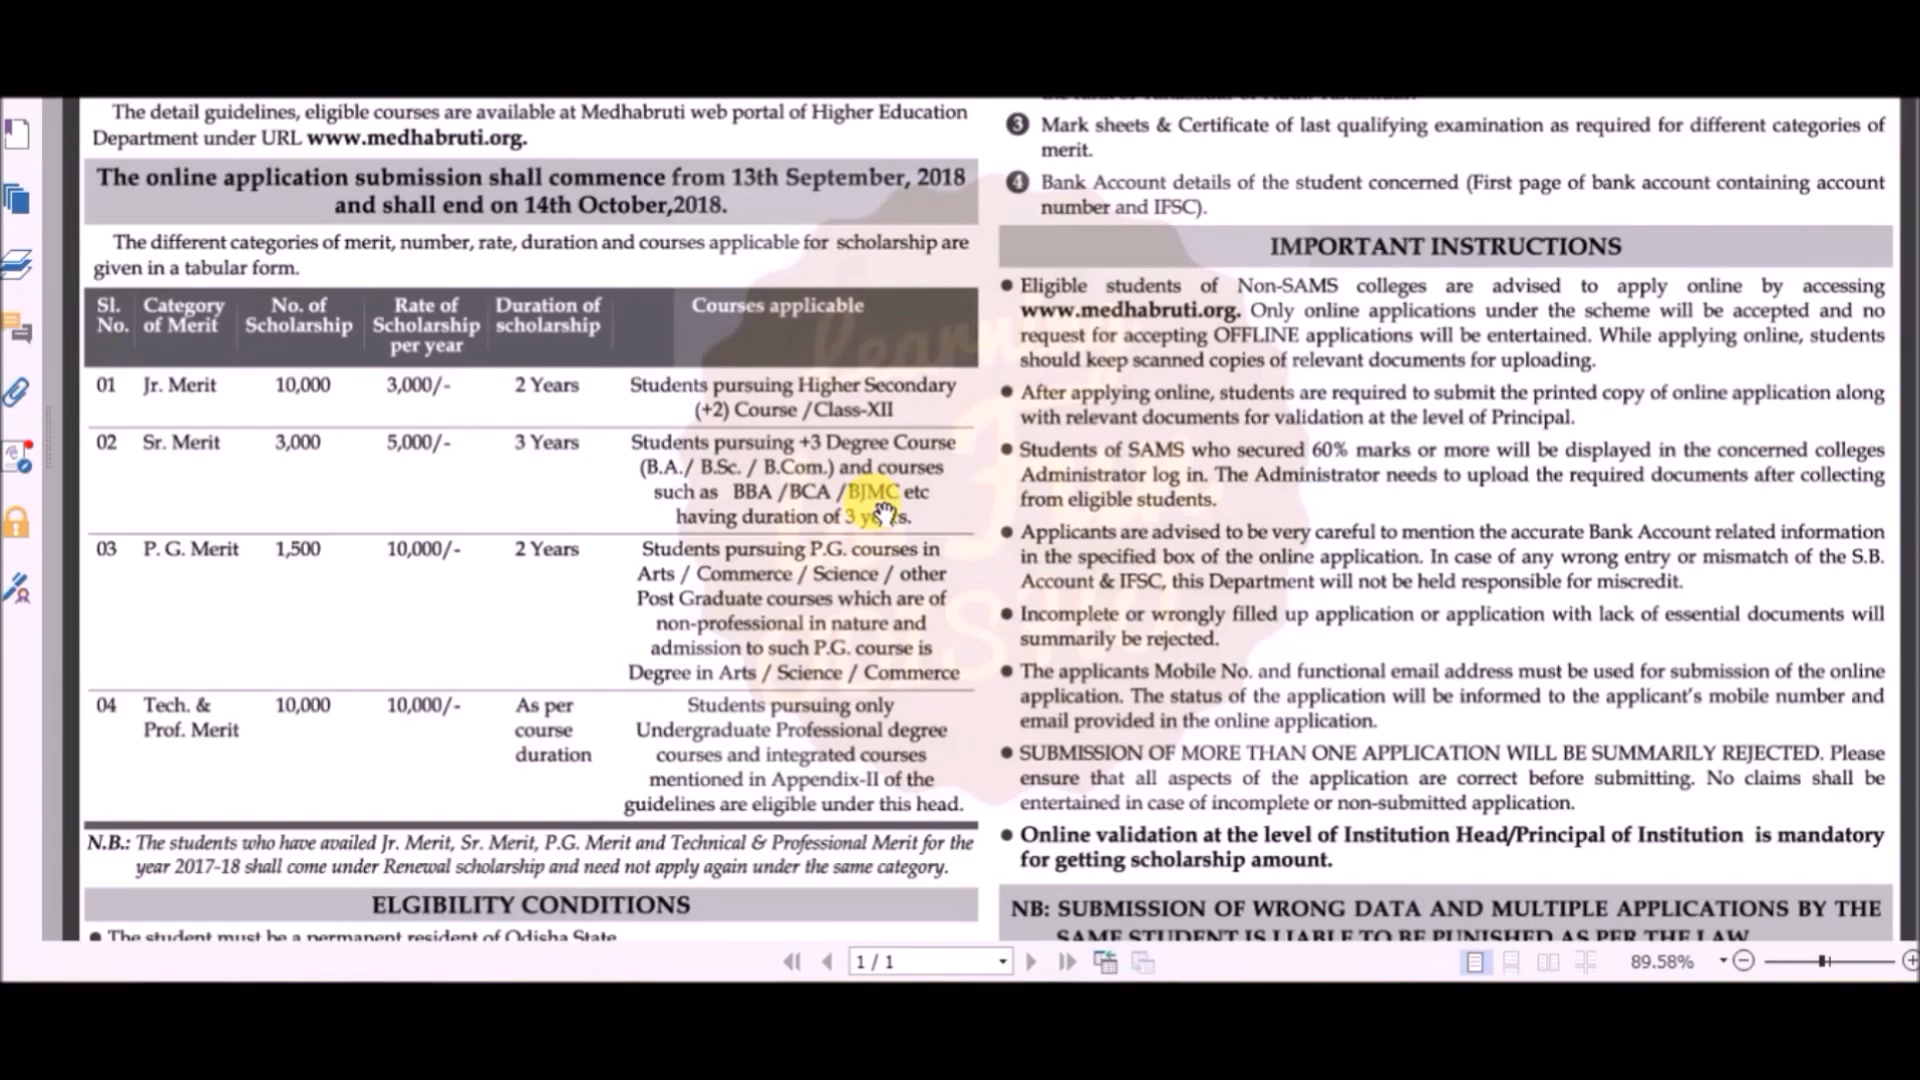 The detail guidelines, eligible courses are available at Medhabruti web portal of Higher Education
Department under URL www.medhabruti.org.
The online application submission shall commence from 13th September, 2018
and shall end on 14th October,2018.
The different categories of merit, number, rate, duration and courses applicable for scholarship are
given in a tabular form.
Sl. No. Category of Merit No. of Scholarship Rate of Scholarship per year Duration of scholarship Courses applicable
01 Jr. Merit 10,000 3,000/- 2 Years Students pursuing Higher Secondary
(+2) Course /Class-XII
02 Sr. Merit 3,000 5,000/- 3 Years Students pursuing +3 Degree Course
(B.A./ B.Sc. / B.Com.) and courses
such as BBA /BCA /BJMC etc
having duration of 3 years.
03 P. G. Merit 1,500 10,000/- 2 Years Students pursuing P.G. courses in
Arts / Commerce / Science / other
Post Graduate courses which are of
non-professional in nature and
admission to such P.G. course is
Degree in Arts / Science / Commerce
04 Tech. & 10,000 10,000/- As per Students pursuing only
Prof. Merit course Undergraduate Professional degree
duration courses and integrated courses
mentioned in Appendix-II of the
guidelines are eligible under this head.
N.B.: The students who have availed Jr. Merit, Sr. Merit, P.G. Merit and Technical & Professional Merit for the
year 2017-18 shall come under Renewal scholarship and need not apply again under the same category.
ELGIBILITY CONDITIONS
● The student must be a permanent resident of Odisha State
3 Mark sheets & Certificate of last qualifying examination as required for different categories of
merit.
4 Bank Account details of the student concerned (First page of bank account containing account
number and IFSC).
IMPORTANT INSTRUCTIONS
● Eligible students of Non-SAMS colleges are advised to apply online by accessing
www.medhabruti.org. Only online applications under the scheme will be accepted and no
request for accepting OFFLINE applications will be entertained. While applying online, students
should keep scanned copies of relevant documents for uploading.
● After applying online, students are required to submit the printed copy of online application along
with relevant documents for validation at the level of Principal.
● Students of SAMS who secured 60% marks or more will be displayed in the concerned colleges
Administrator log in. The Administrator needs to upload the required documents after collecting
from eligible students.
● Applicants are advised to be very careful to mention the accurate Bank Account related information
in the specified box of the online application. In case of any wrong entry or mismatch of the S.B.
Account & IFSC, this Department will not be held responsible for miscredit.
● Incomplete or wrongly filled up application or application with lack of essential documents will
summarily be rejected.
● The applicants Mobile No. and functional email address must be used for submission of the online
application. The status of the application will be informed to the applicant's mobile number and
email provided in the online application.
● SUBMISSION OF MORE THAN ONE APPLICATION WILL BE SUMMARILY REJECTED. Please
ensure that all aspects of the application are correct before submitting. No claims shall be
entertained in case of incomplete or non-submitted application.
● Online validation at the level of Institution Head/Principal of Institution is mandatory
for getting scholarship amount.
NB: SUBMISSION OF WRONG DATA AND MULTIPLE APPLICATIONS BY THE
SAME STUDENT IS LIABLE TO BE PUNISHED AS PER THE LAW
1 / 1
89.58%